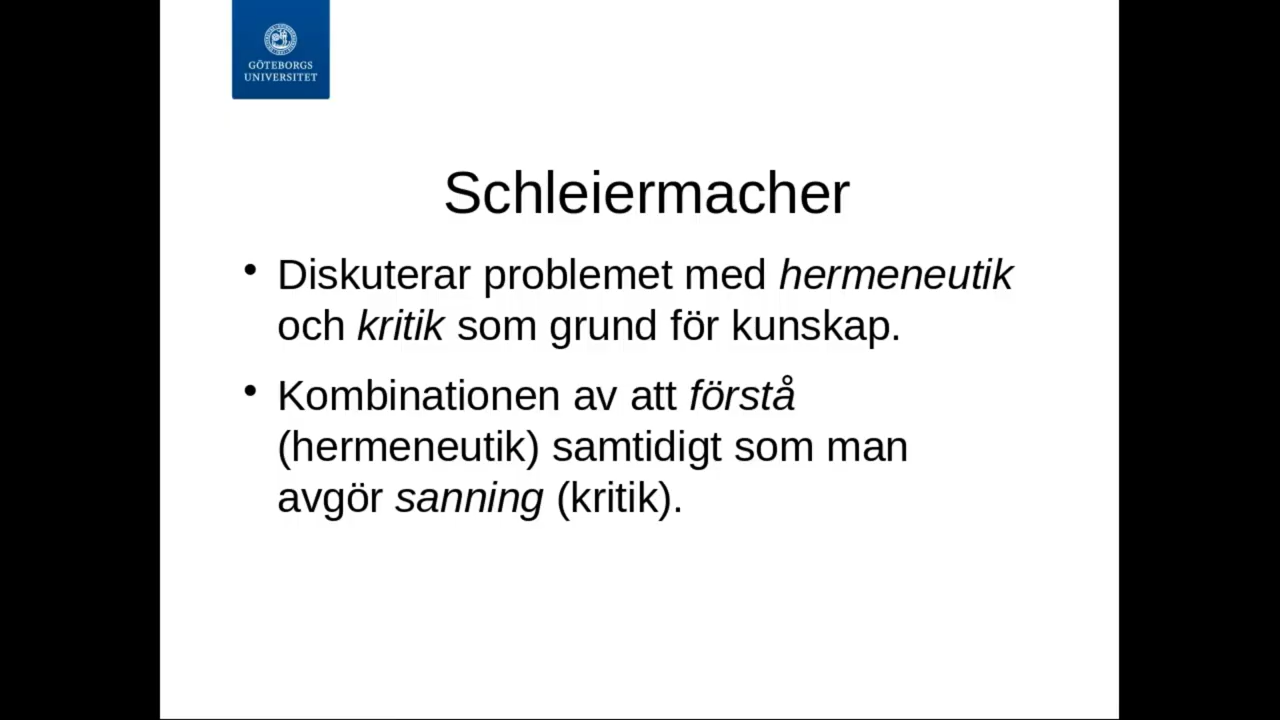 GÖTEBORGS
UNIVERSITET
Schleiermacher
• Diskuterar problemet med hermeneutik
och kritik som grund för kunskap.
• Kombinationen av att förstå
(hermeneutik) samtidigt som man
avgör sanning (kritik).